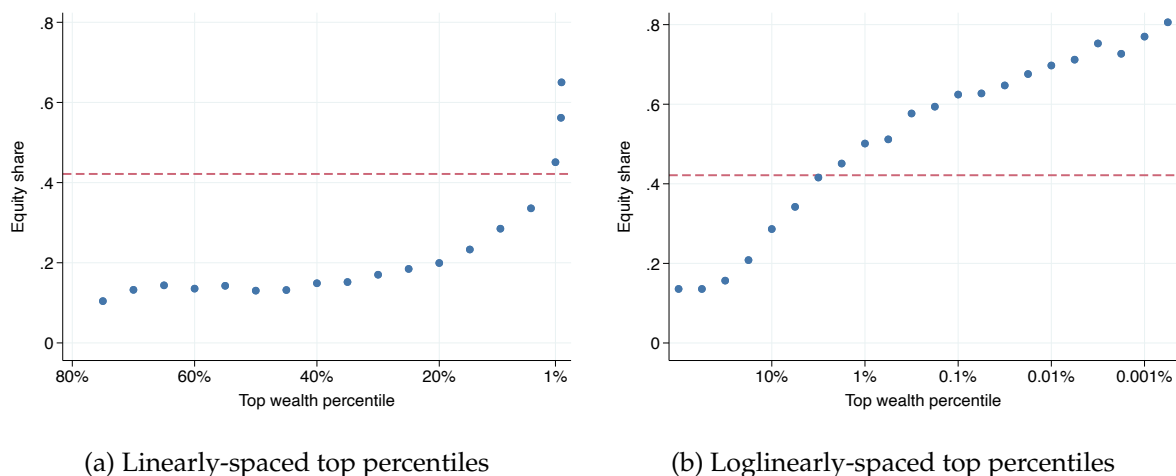 .8
.6
.4
.2
0
Equity share
80% 60% 40% 20% 1%
Top wealth percentile
(a) Linearly-spaced top percentiles
.8
.6
.4
.2
0
Equity share
10% 1% 0.1% 0.01% 0.001%
Top wealth percentile
(b) Loglinearly-spaced top percentiles